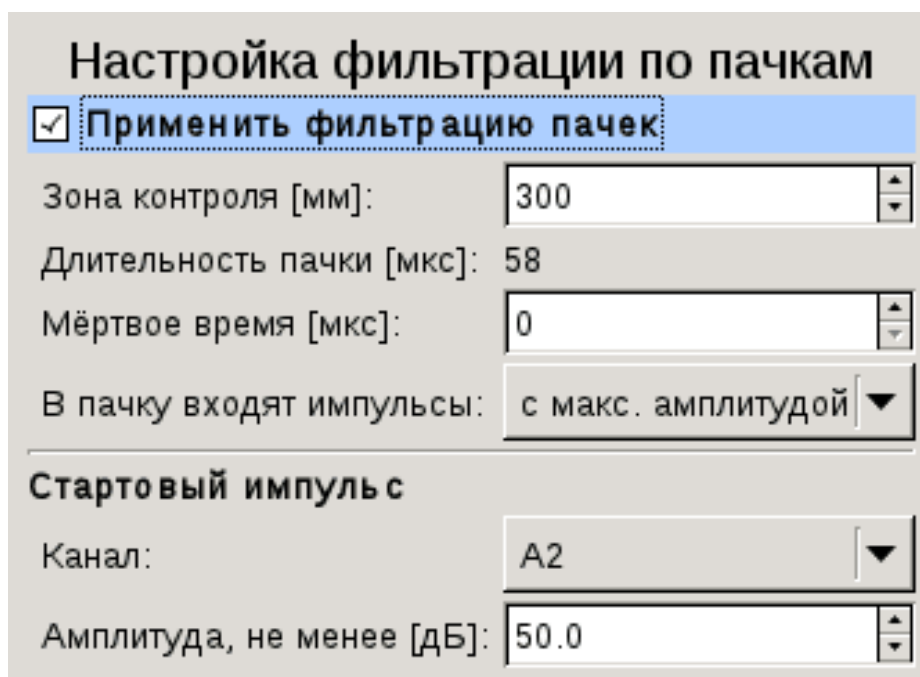 Настройка фильтрации по пачкам
Применить фильтрацию пачек
Зона контроля [мм]: 300
Длительность пачки [мкс]: 58
Мёртвое время [мкс]: 0
В пачку входят импульсы: с макс. амплитудой
Стартовый импульс
Канал: A2
Амплитуда, не менее [дБ]: 50.0